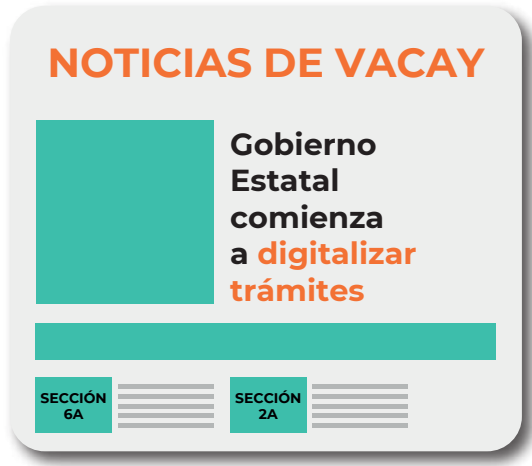 NOTICIAS DE VACAY
Gobierno
Estatal
comienza
a digitalizar
trámites
SECCIÓN
6A
SECCIÓN
2A